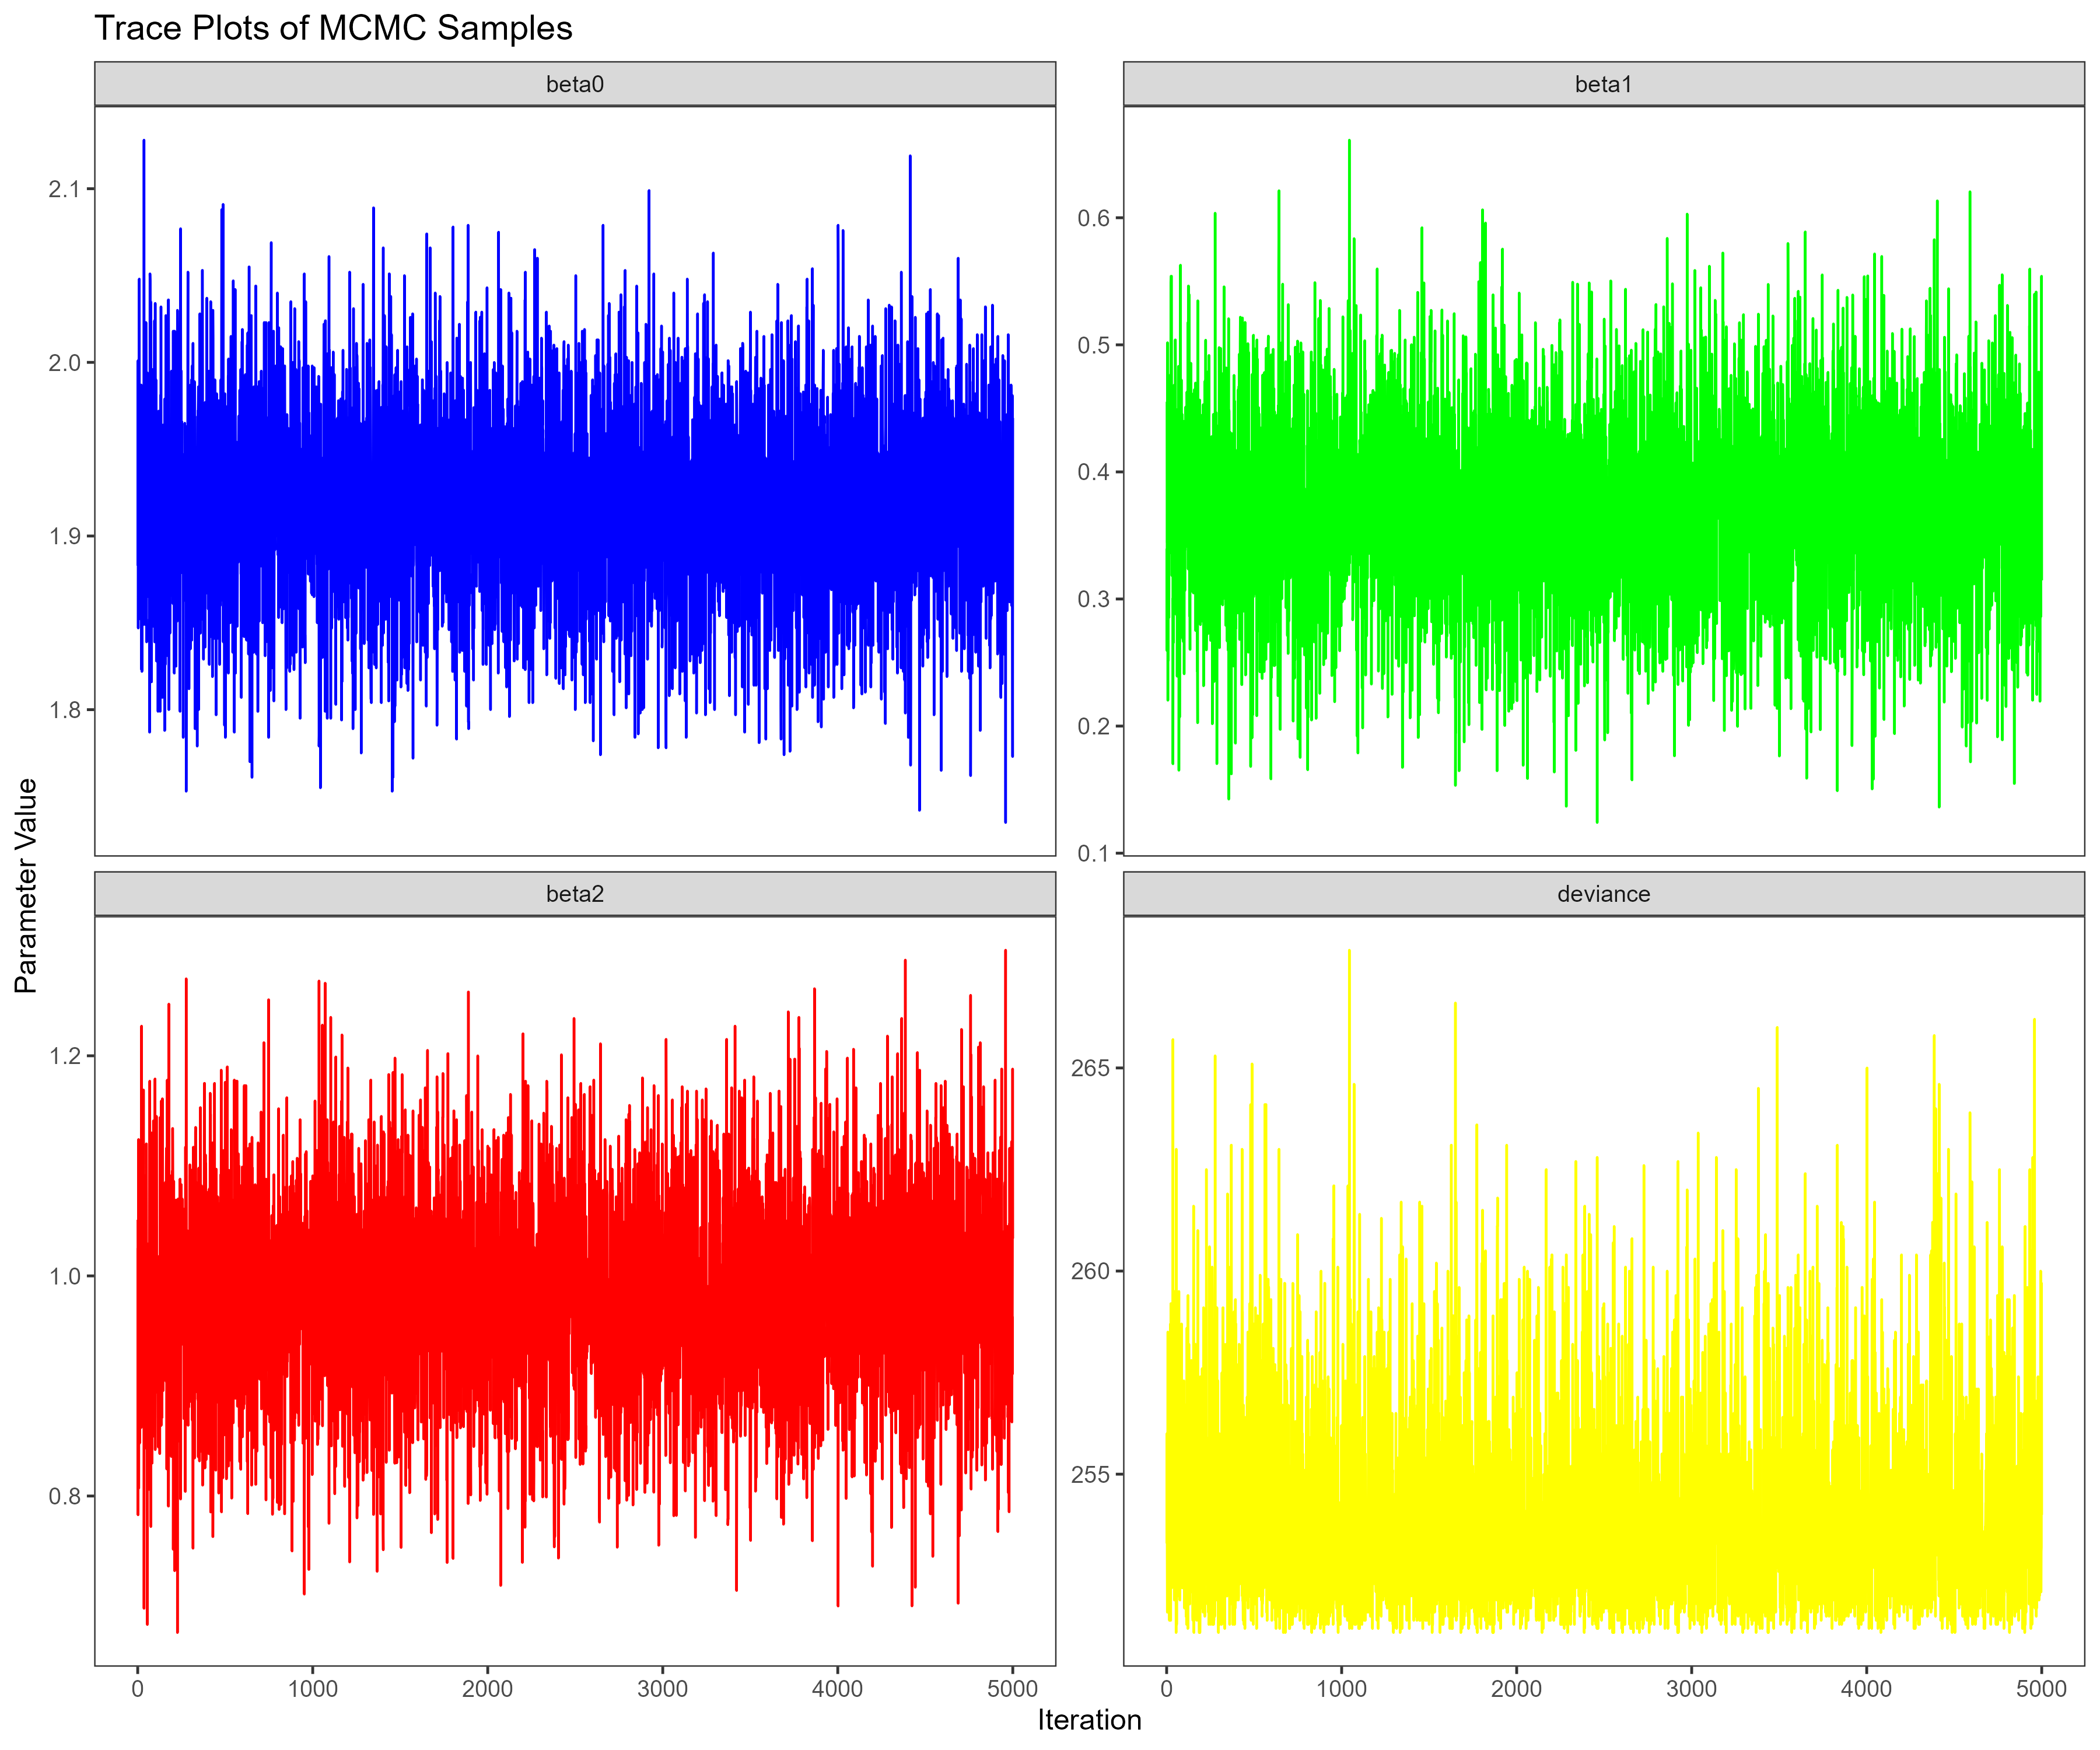 Trace Plots of MCMC Samples
beta0
beta1
2.1
2.0
1.9
1.8
0.6
0.5
0.4
0.3
0.2
0.1
Parameter Value
beta2
deviance
1.2
1.0
0.8
265
260
255
0 1000 2000 3000 4000 5000
0 1000 2000 3000 4000 5000
Iteration